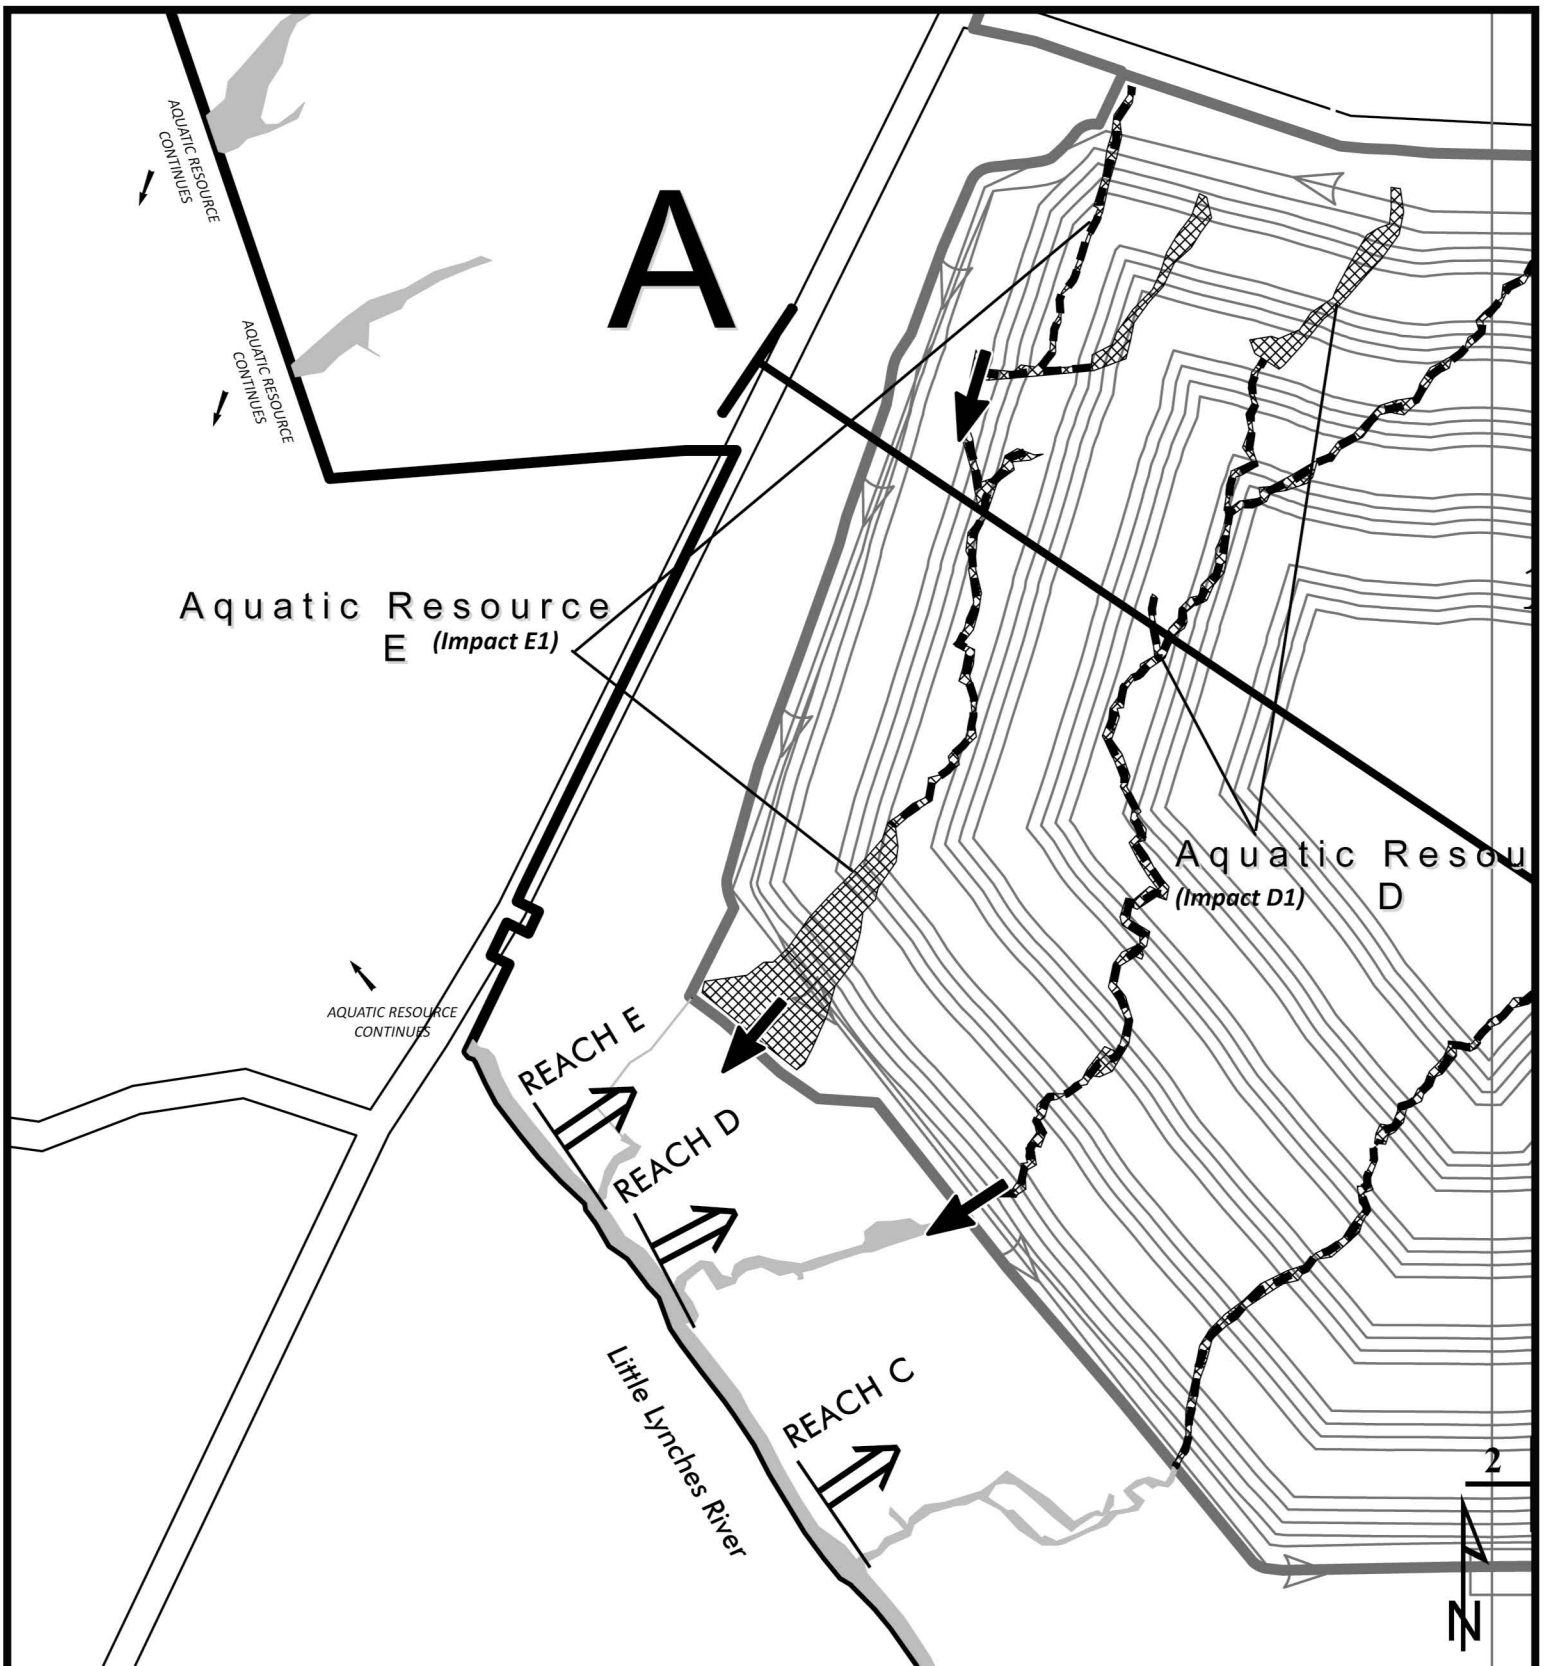 AQUATIC RESOURCE
CONTINUES
A
AQUATIC RESOURCE
CONTINUES
Aquatic Resource
E (Impact E1)
Aquatic Resou
(Impact D1) D
AQUATIC RESOURCE
CONTINUES
REACH E
REACH D
REACH C
Little Lynches River
2
N